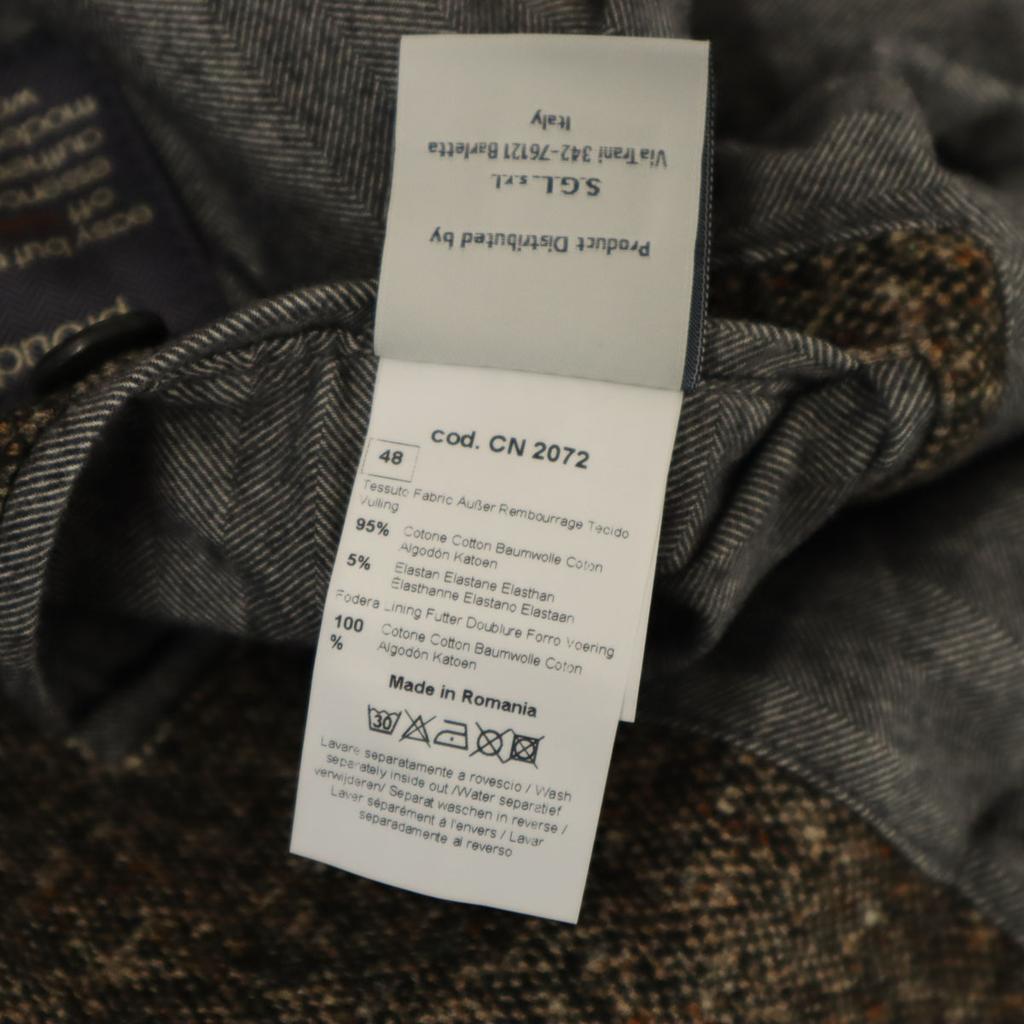 Product Distributed by
S.G.L. s.r.l.
Via Trani 342-76121 Barletta
Italy
cod. CN 2072
48
Tessuto Fabric Außer Rembourrage Tecido
Vulling
95% Cotone Cotton Baumwolle Coton
Algodón Katoen
5% Elastan Elastane Elasthan
Élasthanne Elastano Elastaan
Fodera Lining Futter Doublure Forro Voering
100 Cotone Cotton Baumwolle Coton
% Algodón Katoen
Made in Romania
30
Lavare separatamente a rovescio / Wash
separately inside out /Water separatief
verwijderen/ Separat waschen in reverse /
Laver séparément à l'envers / Lavar
separadamente al reverso
easy but
off